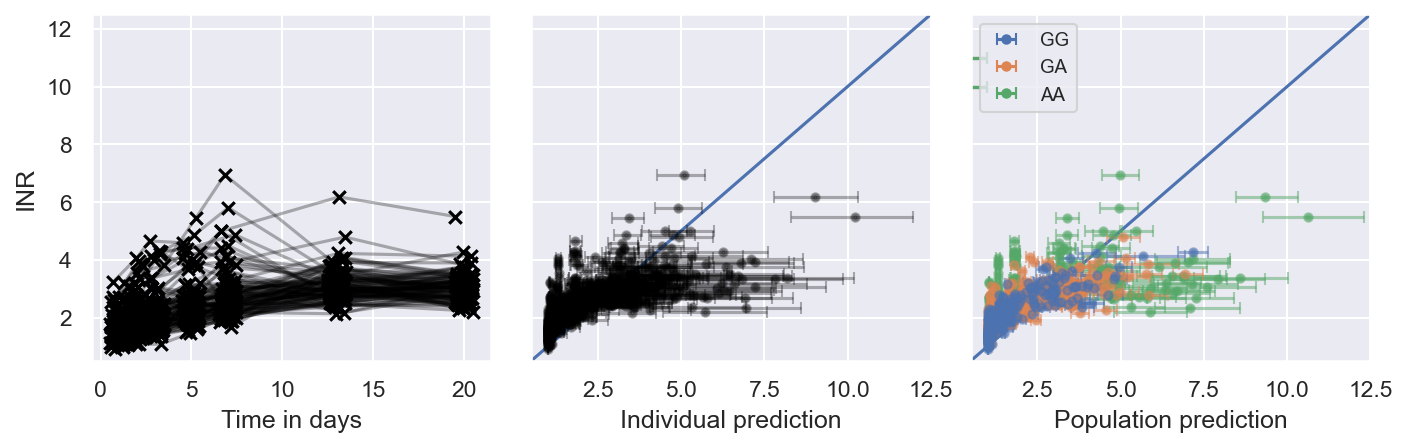 INR
12
10
8
6
4
2
0 5 10 15 20
Time in days
2.5 5.0 7.5 10.0 12.5
Individual prediction
GG
GA
AA
2.5 5.0 7.5 10.0 12.5
Population prediction